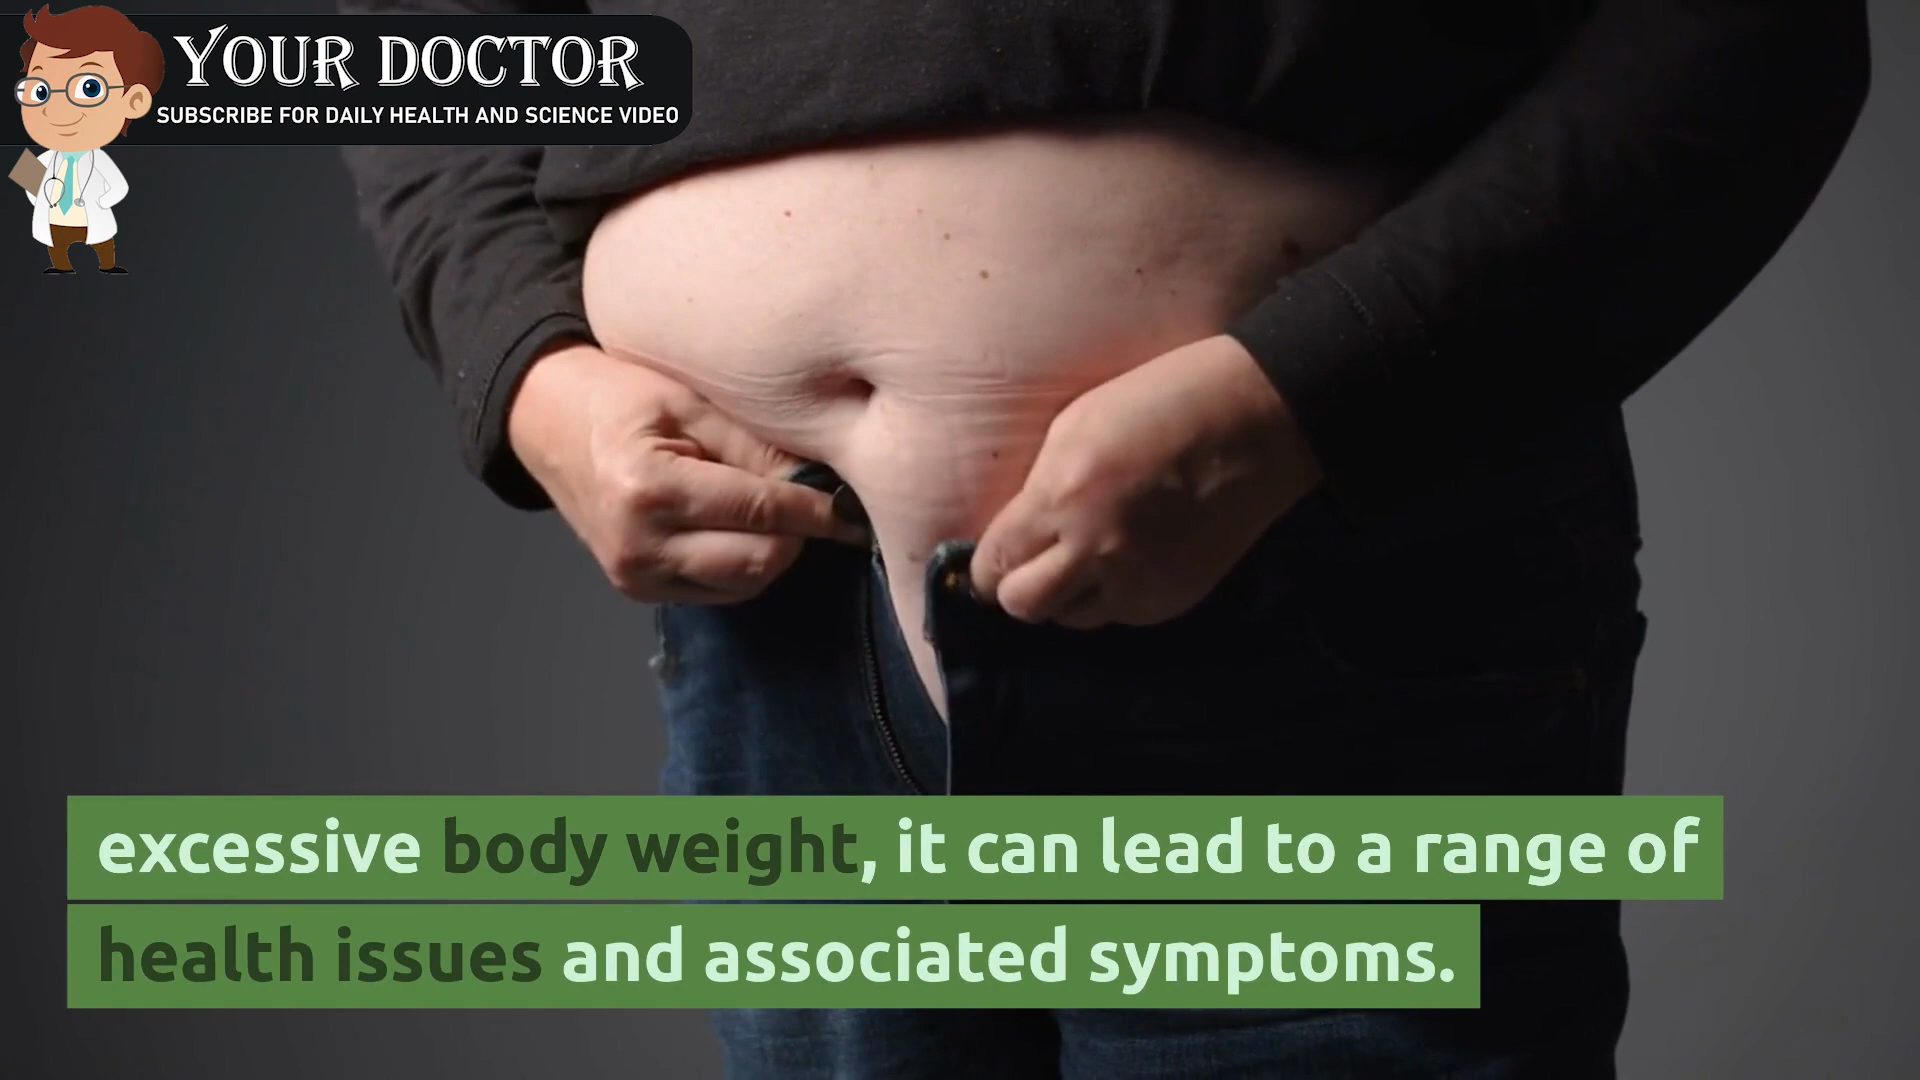 YOUR DOCTOR
SUBSCRIBE FOR DAILY HEALTH AND SCIENCE VIDEO
excessive body weight, it can lead to a range of
health issues and associated symptoms.